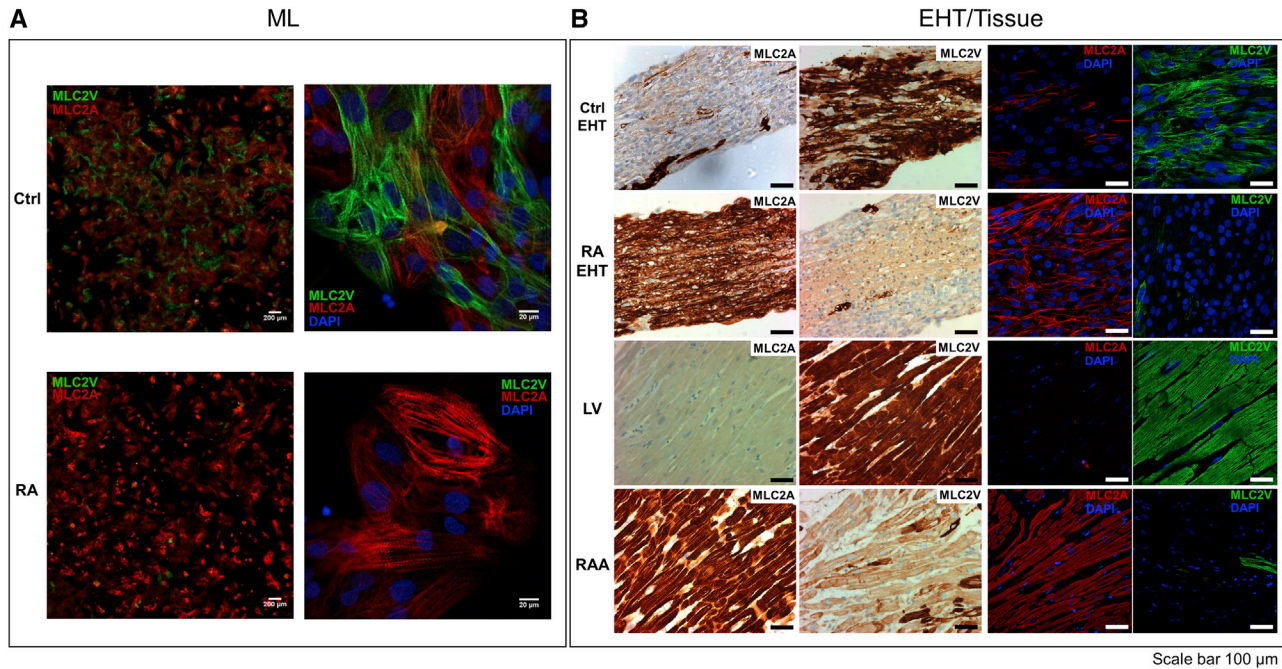 A
ML
B
EHT/Tissue
Ctrl
MLC2V
MLC2A
200 µm
MLC2V
MLC2A
DAPI
20 µm
RA
MLC2V
MLC2A
200 µm
MLC2V
MLC2A
DAPI
20 µm
Ctrl
EHT
MLC2A
MLC2V
MLC2A
DAPI
MLC2V
DAPI
RA
EHT
MLC2A
MLC2V
MLC2A
DAPI
MLC2V
DAPI
LV
MLC2A
MLC2V
MLC2A
DAPI
MLC2V
DAPI
RAA
MLC2A
MLC2V
MLC2A
DAPI
MLC2V
DAPI
Scale bar 100 µm